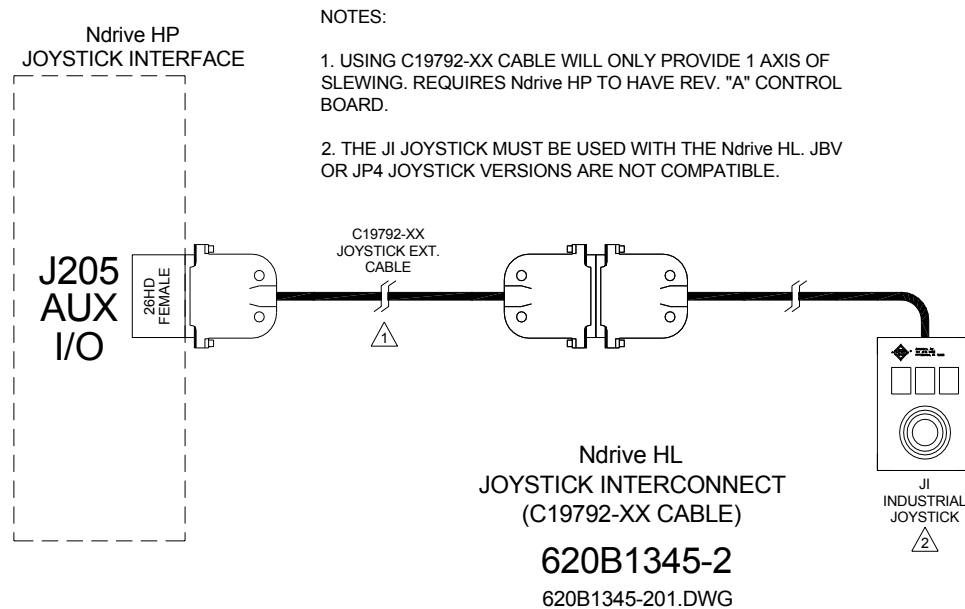 NOTES:
Ndrive HP
JOYSTICK INTERFACE
1. USING C19792-XX CABLE WILL ONLY PROVIDE 1 AXIS OF
SLEWING. REQUIRES Ndrive HP TO HAVE REV. "A" CONTROL
BOARD.
2. THE JI JOYSTICK MUST BE USED WITH THE Ndrive HL. JBV
OR JP4 JOYSTICK VERSIONS ARE NOT COMPATIBLE.
J205
AUX
I/O
26HD
FEMALE
C19792-XX
JOYSTICK EXT.
CABLE
1
JI
INDUSTRIAL
JOYSTICK
2
Ndrive HL
JOYSTICK INTERCONNECT
(C19792-XX CABLE)
620B1345-2
620B1345-201.DWG